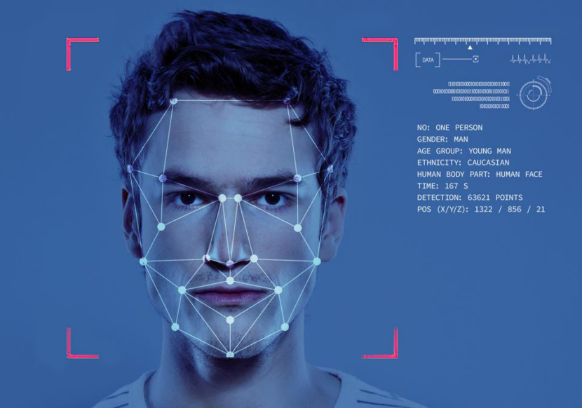 [DATA]
NO: ONE PERSON
GENDER: MAN
AGE GROUP: YOUNG MAN
ETHNICITY: CAUCASIAN
HUMAN BODY PART: HUMAN FACE
TIME: 167 S
DETECTION: 63621 POINTS
POS (X/Y/Z): 1322 / 856 / 21